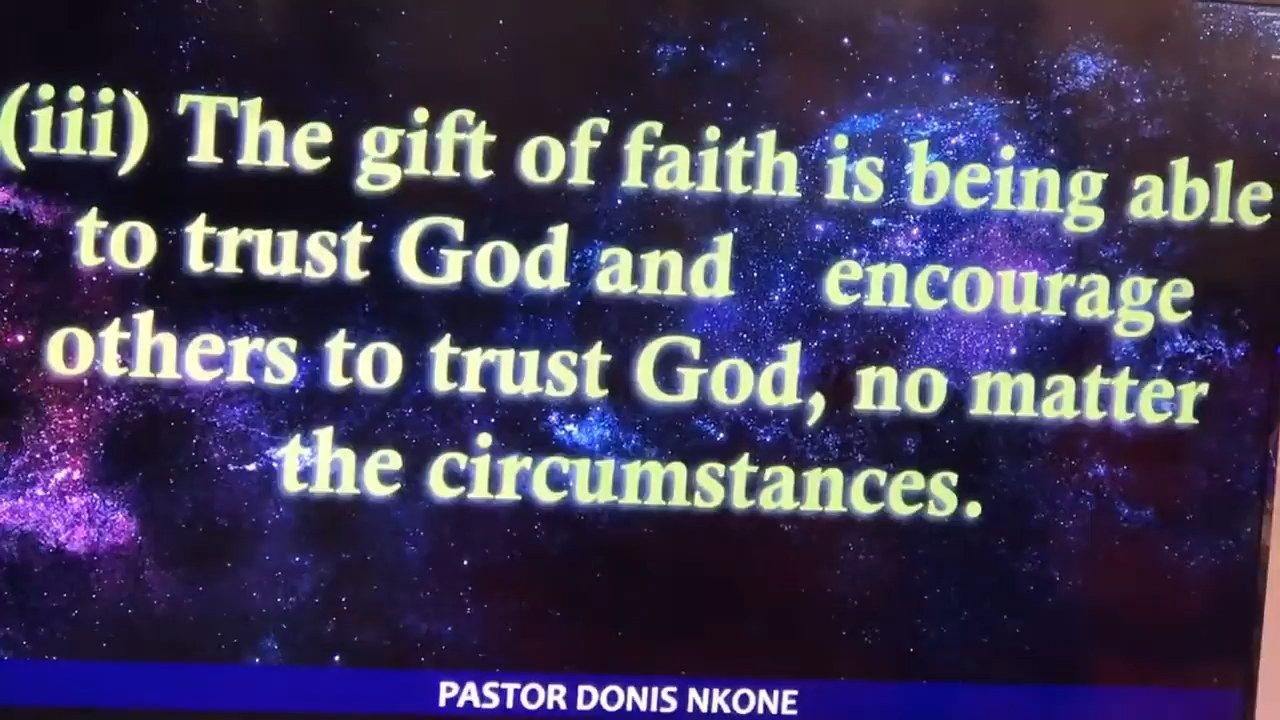 (iii) The gift of faith is being able
to trust God and encourage
others to trust God, no matter
the circumstances.
PASTOR DONIS NKONE